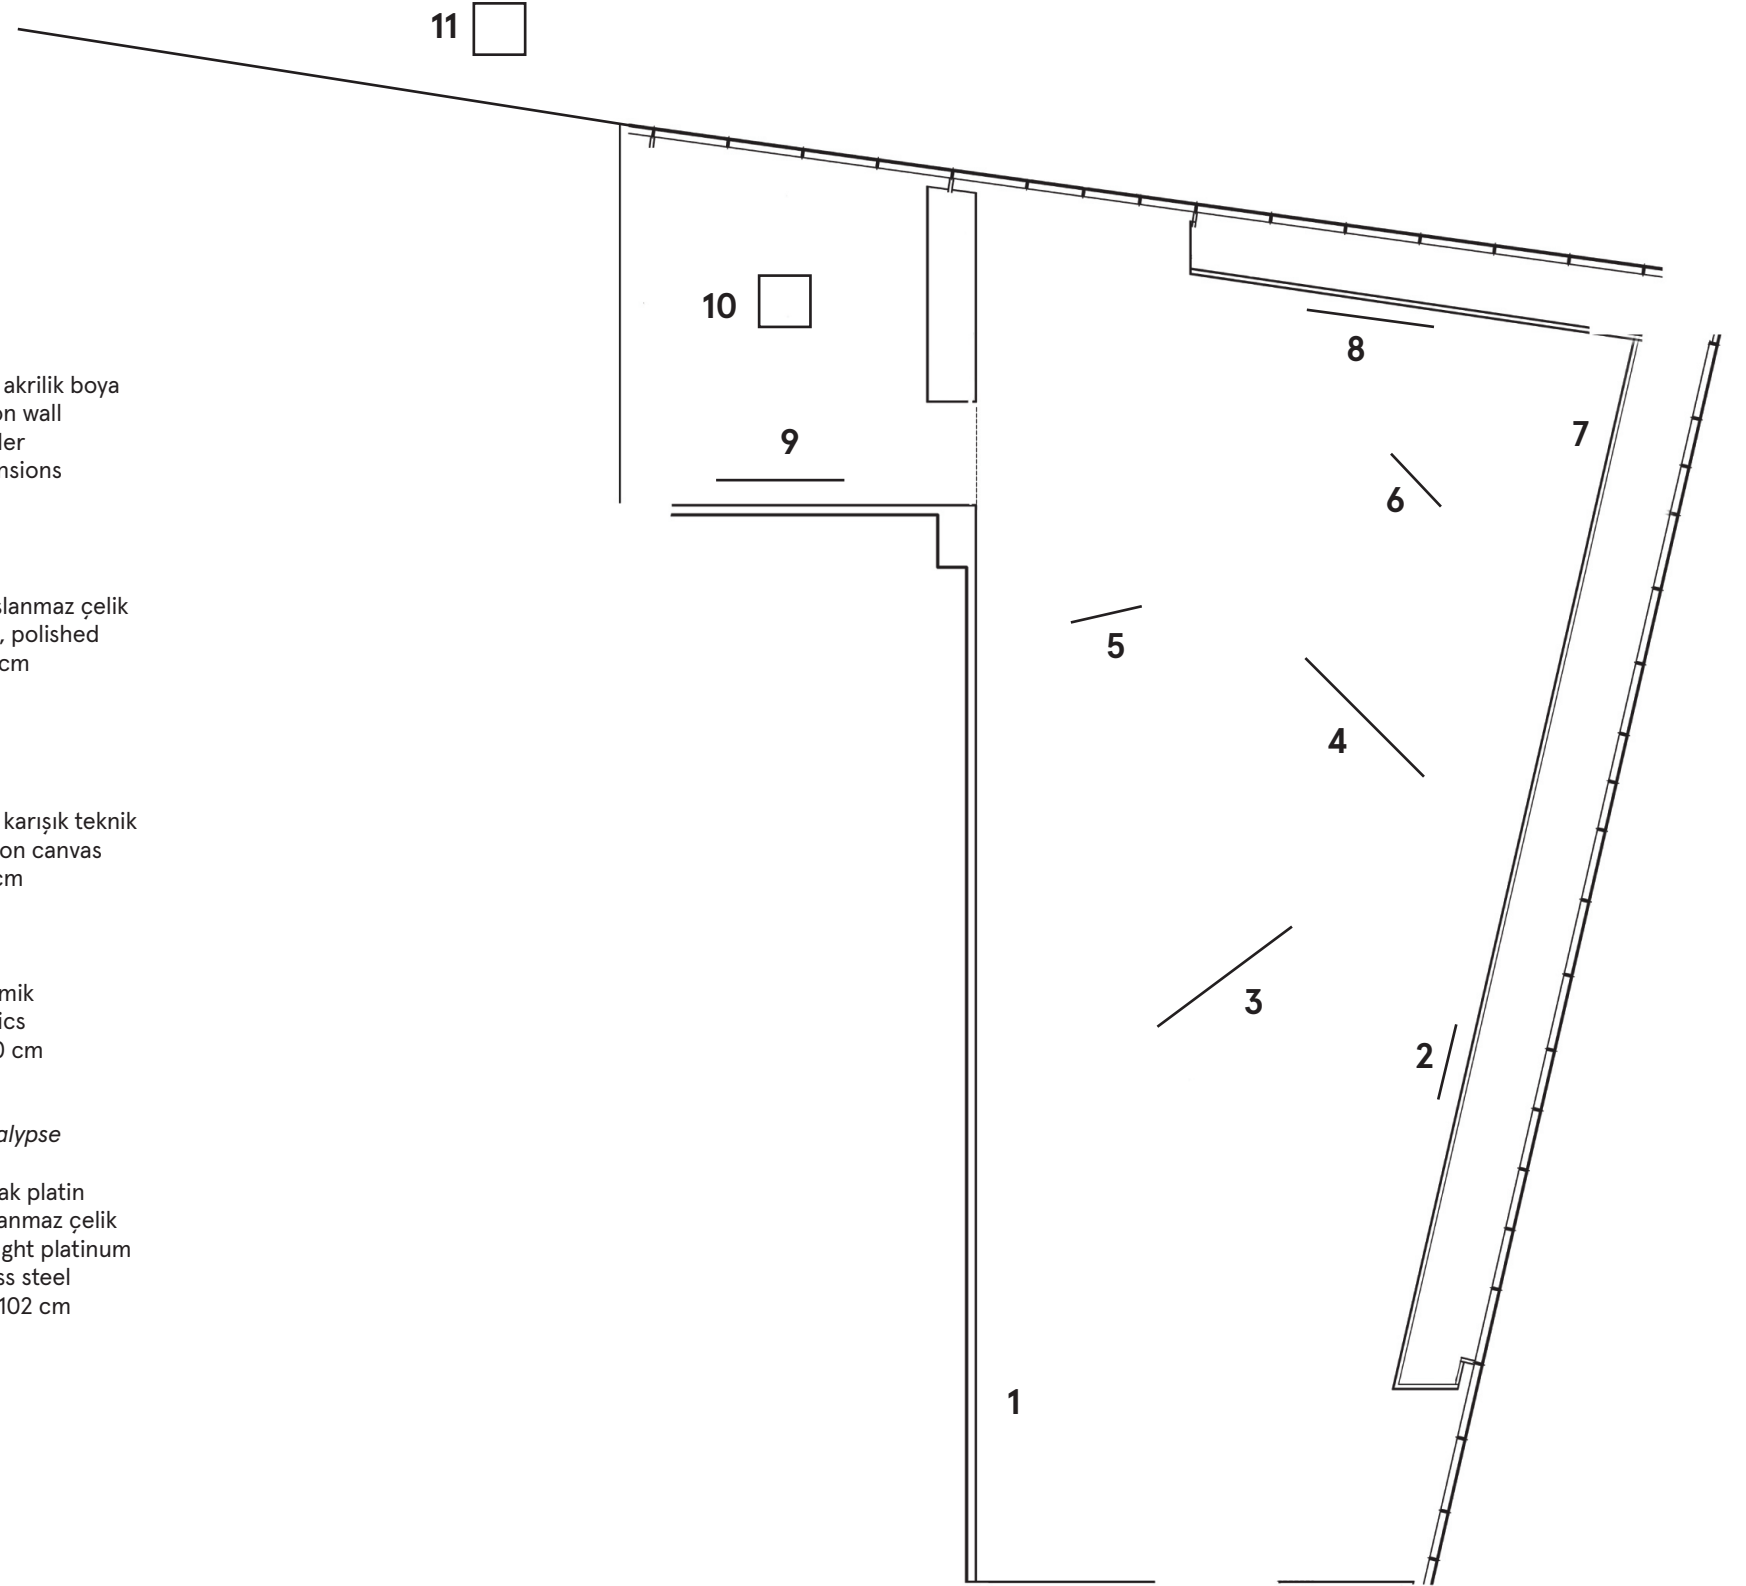 akrilik boya
on wall
nsions
slanmaz çelik
, polished
cm
karışık teknik
on canvas
cm
mik
ics
0 cm
alypse
ak platin
anmaz çelik
ght platinum
ss steel
102 cm
11
10
9
8
7
6
5
4
3
2
1